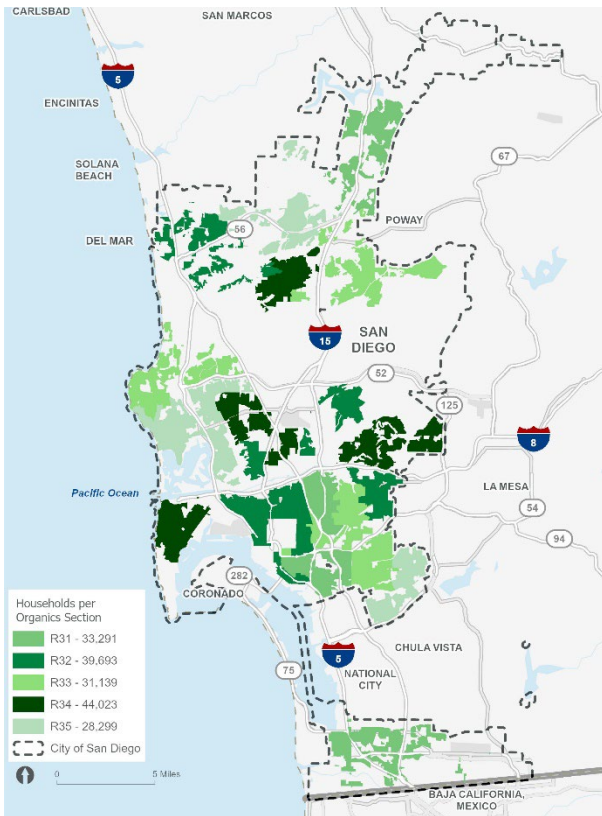 CARLSBAD
SAN MARCOS
5
ENCINITAS
67
SOLANA
BEACH
POWAY
DEL MAR
56
15
SAN
DIEGO
52
125
8
Pacific Ocean
LA MESA
54
94
282
CORONADO
Households per
Organics Section
R31 - 33,291
R32 - 39,693
R33 - 31,139
R34 - 44,023
R35 - 28,299
City of San Diego
0
5 Miles
CHULA VISTA
5
NATIONAL
CITY
75
BAJA CALIFORNIA,
MEXICO